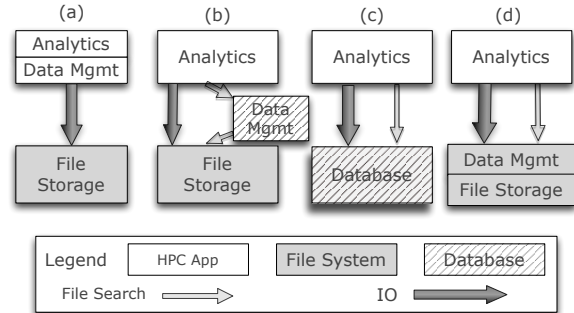 (a)
Analytics
Data Mgmt
File
Storage
(b)
Analytics
Data
Mgmt
File
Storage
(c)
Analytics
Database
(d)
Analytics
Data Mgmt
File Storage
Legend
HPC App
File System
Database
File Search
IO